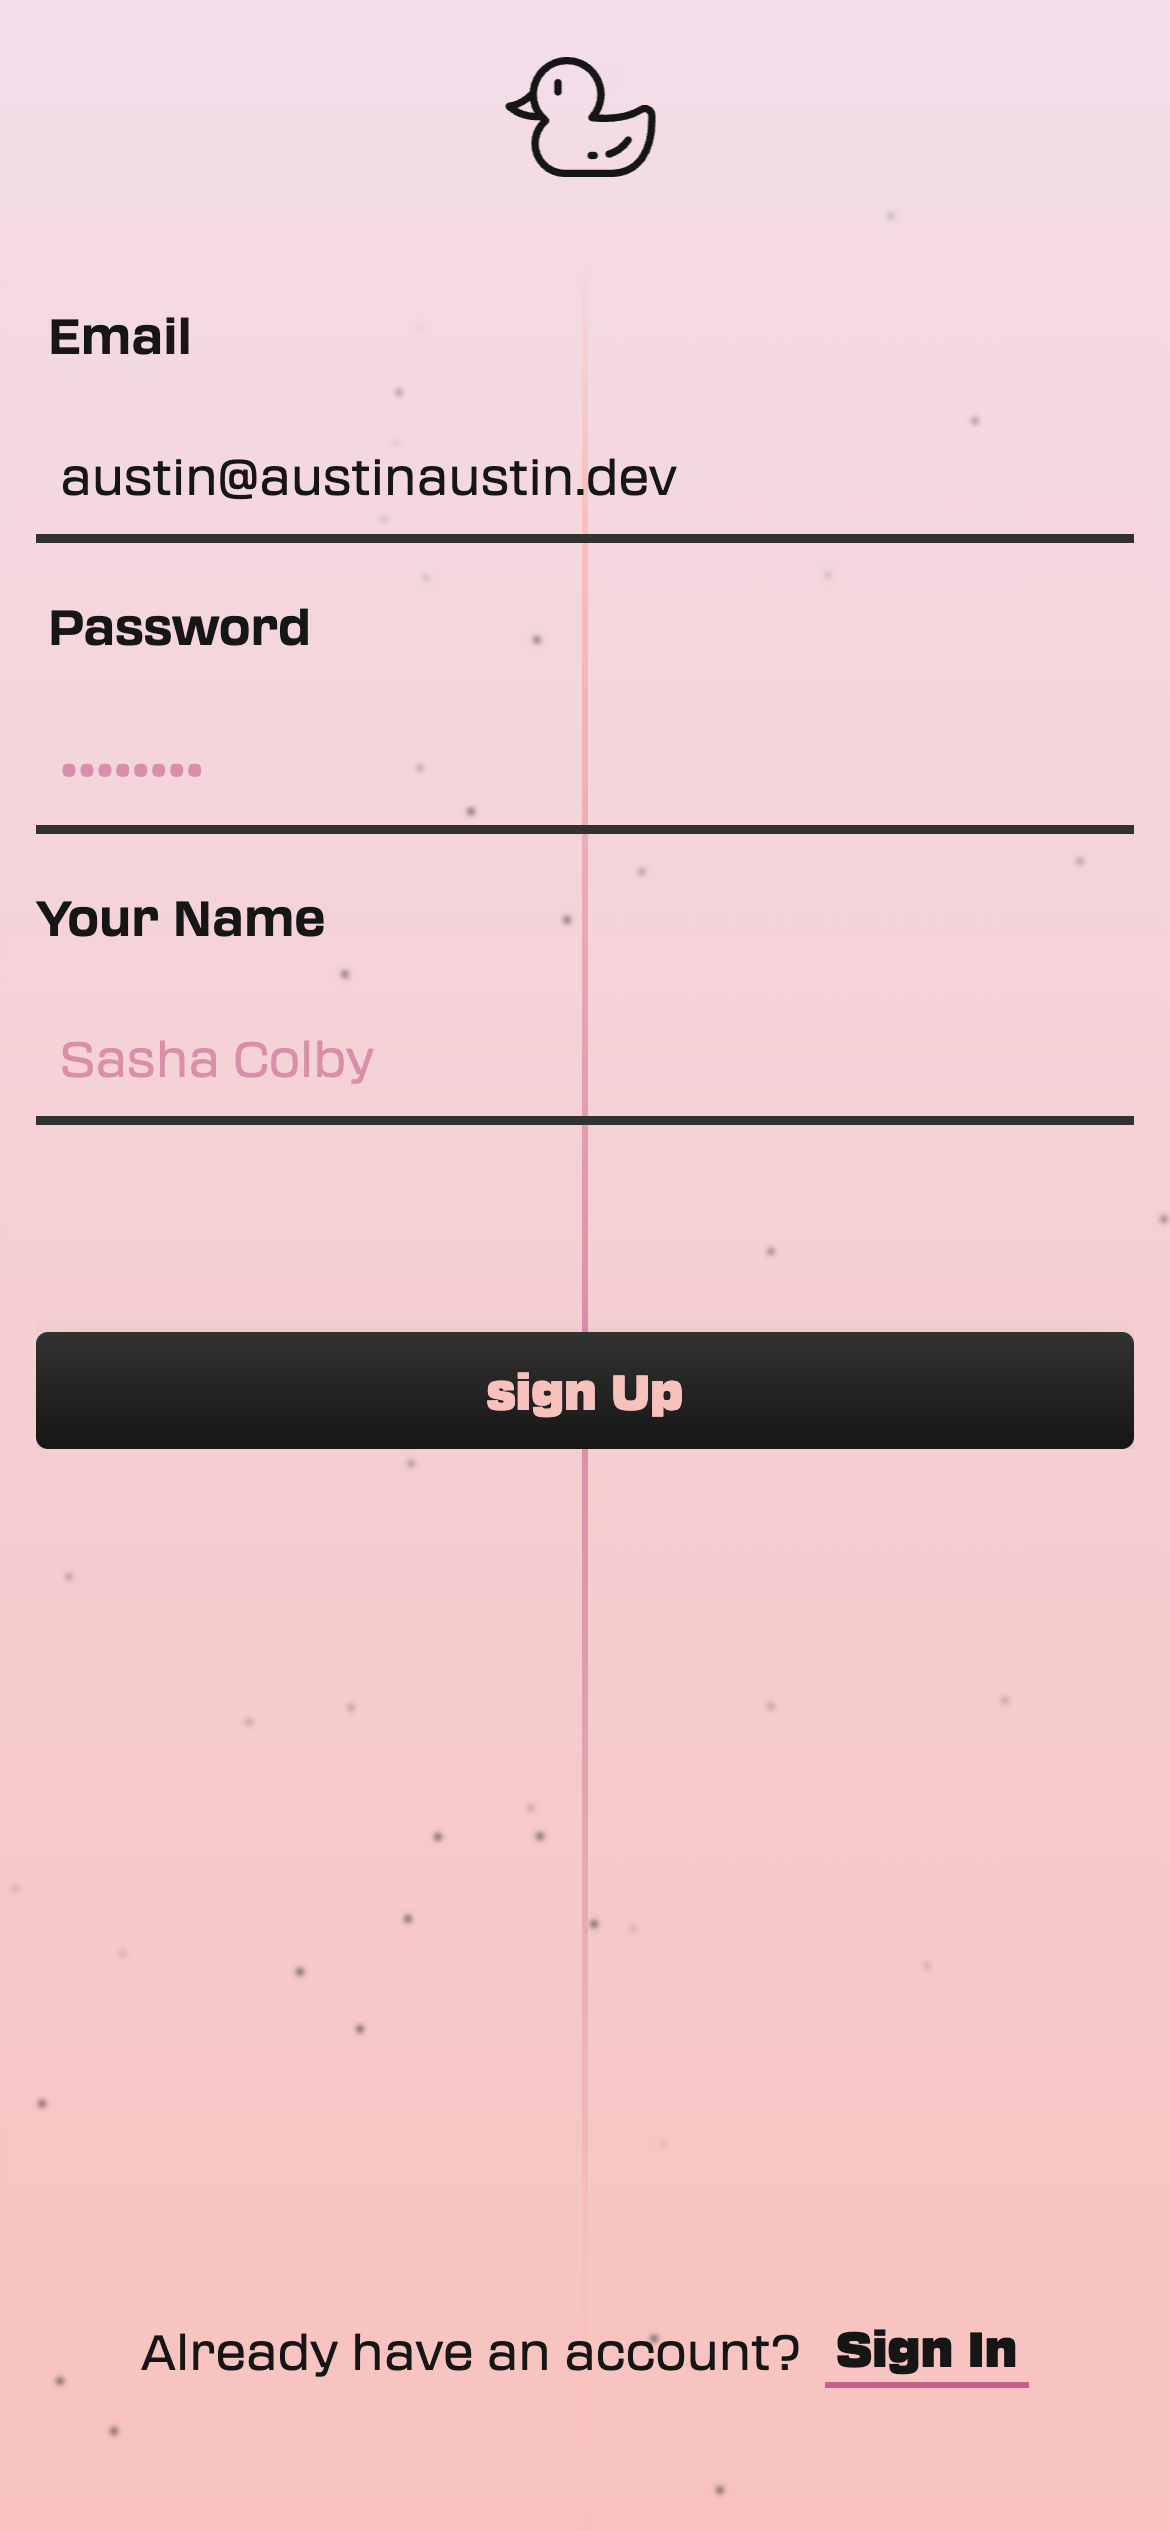 Email
austin@austinaustin.dev
Password
••••••••
Your Name
Sasha Colby
sign Up
Already have an account? Sign In